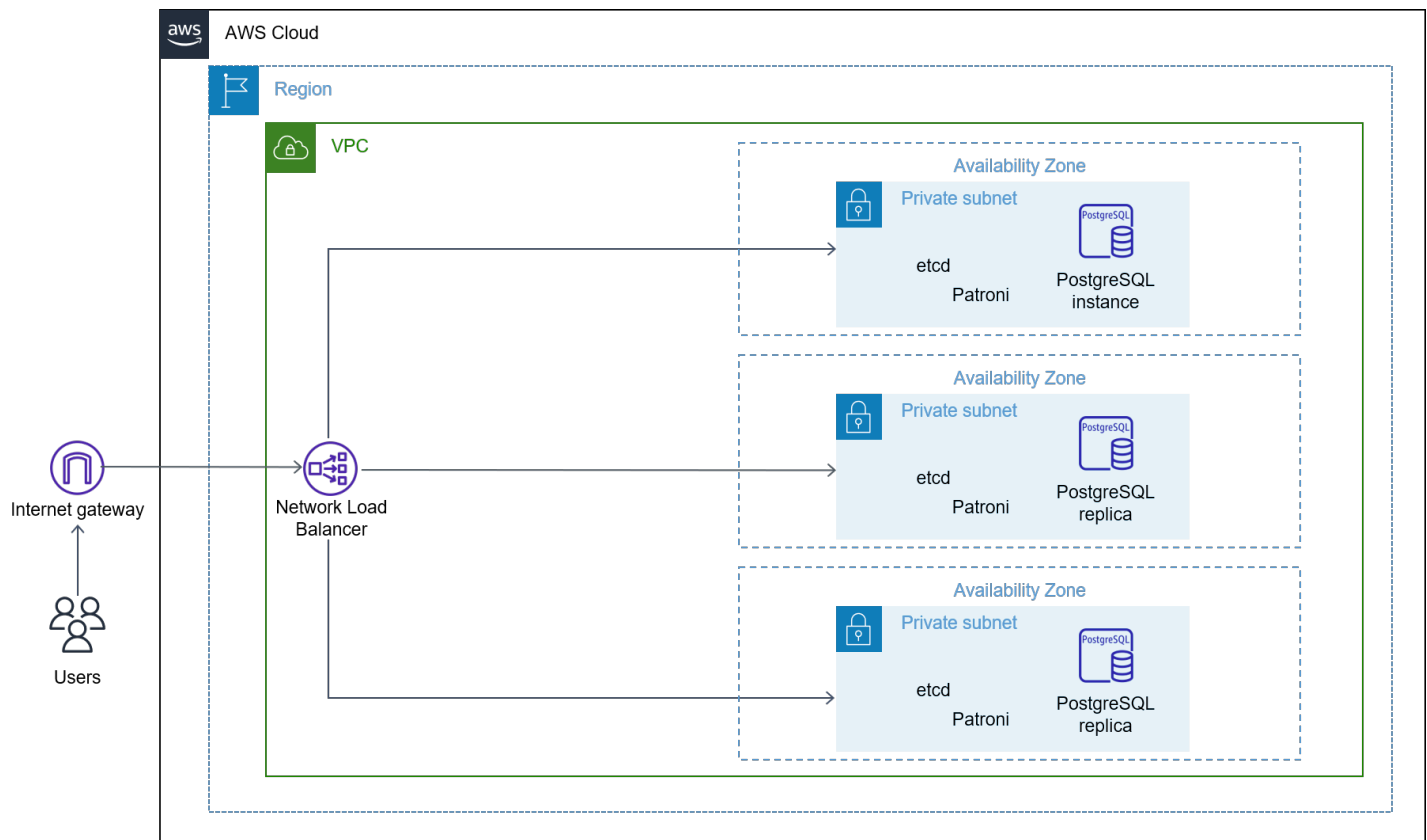 aws
AWS Cloud
Region
VPC
Availability Zone
Private subnet
PostgreSQL
etcd
Patroni
PostgreSQL
instance
Availability Zone
Private subnet
PostgreSQL
etcd
Patroni
PostgreSQL
replica
Internet gateway
Network Load
Balancer
Availability Zone
Private subnet
PostgreSQL
etcd
Patroni
PostgreSQL
replica
Users